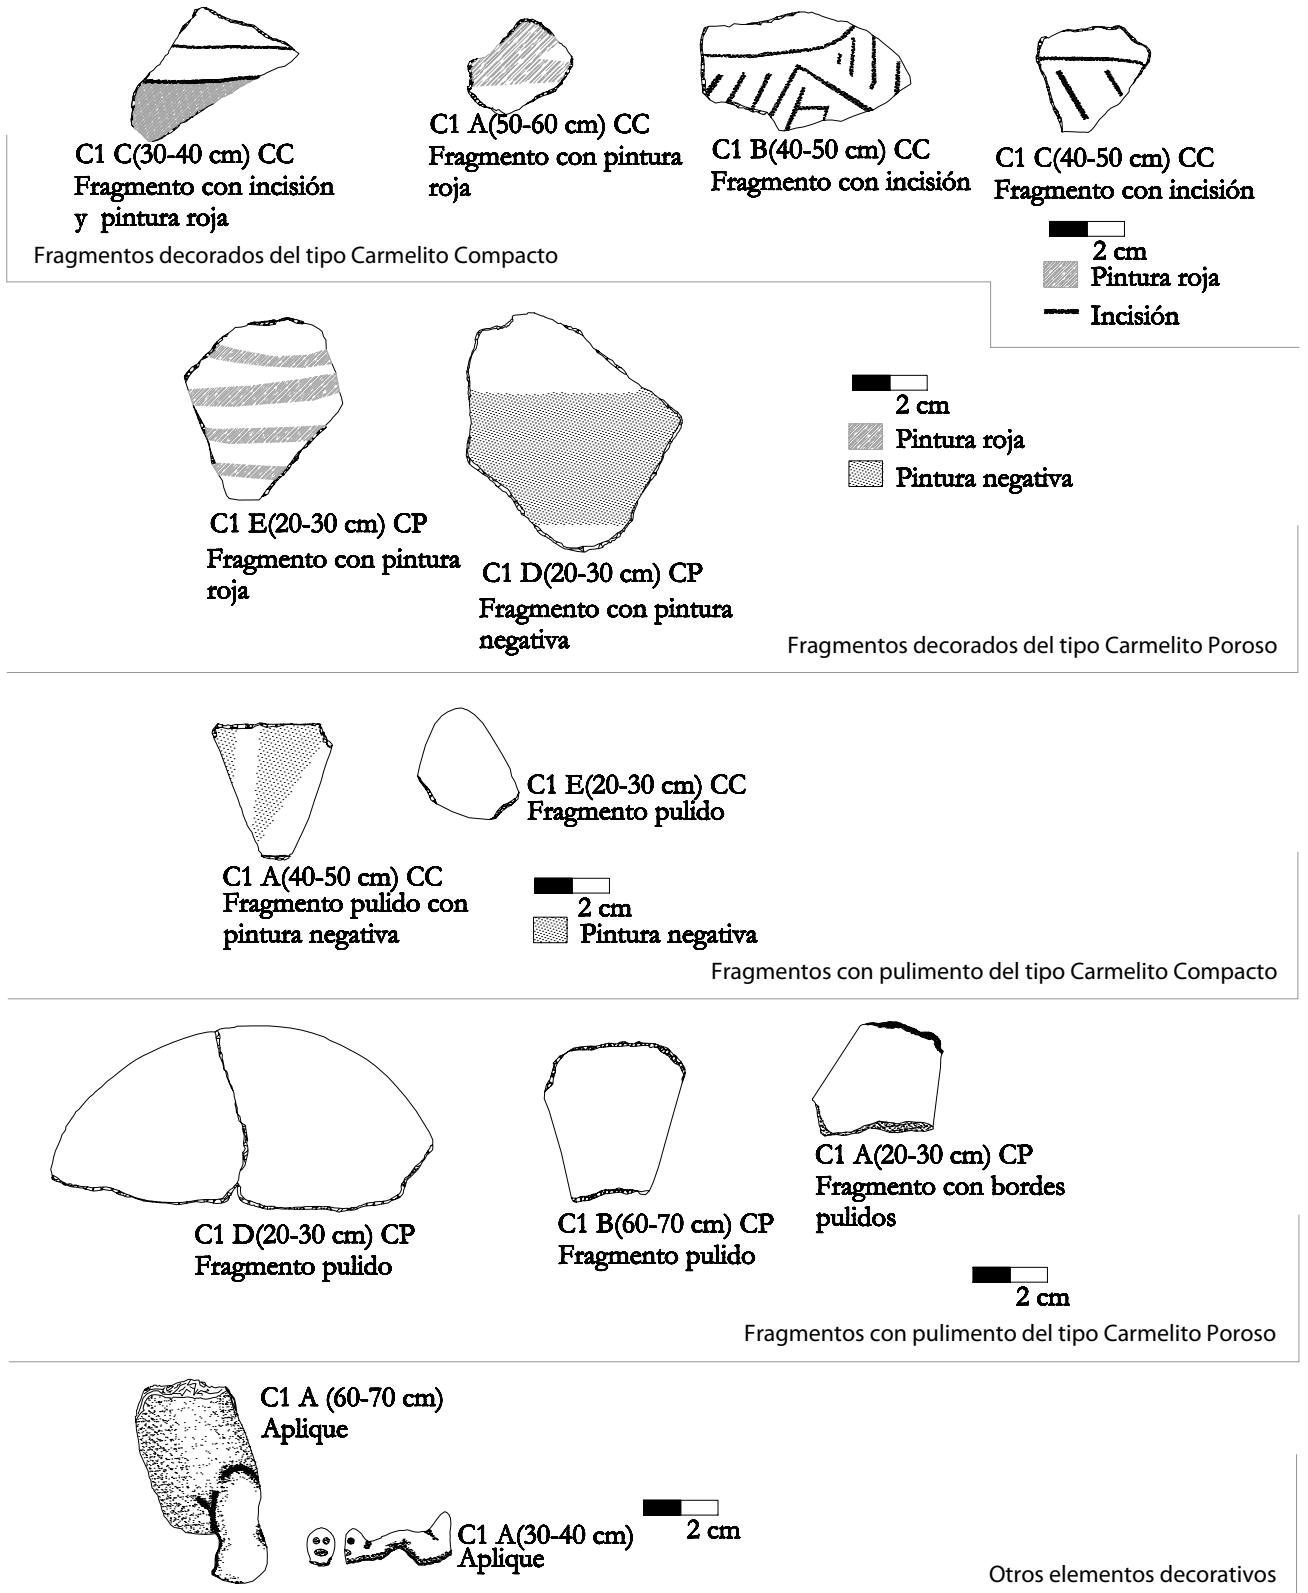 C1 C(30-40 cm) CC
Fragmento con incisión
y pintura roja
C1 A(50-60 cm) CC
Fragmento con pintura
roja
C1 B(40-50 cm) CC
Fragmento con incisión
C1 C(40-50 cm) CC
Fragmento con incisión
2 cm
Pintura roja
Incisión
Fragmentos decorados del tipo Carmelito Compacto
C1 E(20-30 cm) CP
Fragmento con pintura
roja
C1 D(20-30 cm) CP
Fragmento con pintura
negativa
2 cm
Pintura roja
Pintura negativa
Fragmentos decorados del tipo Carmelito Poroso
C1 A(40-50 cm) CC
Fragmento pulido con
pintura negativa
C1 E(20-30 cm) CC
Fragmento pulido
2 cm
Pintura negativa
Fragmentos con pulimento del tipo Carmelito Compacto
C1 D(20-30 cm) CP
Fragmento pulido
C1 B(60-70 cm) CP
Fragmento pulido
C1 A(20-30 cm) CP
Fragmento con bordes
pulidos
2 cm
Fragmentos con pulimento del tipo Carmelito Poroso
C1 A (60-70 cm)
Aplique
C1 A(30-40 cm)
Aplique
2 cm
Otros elementos decorativos